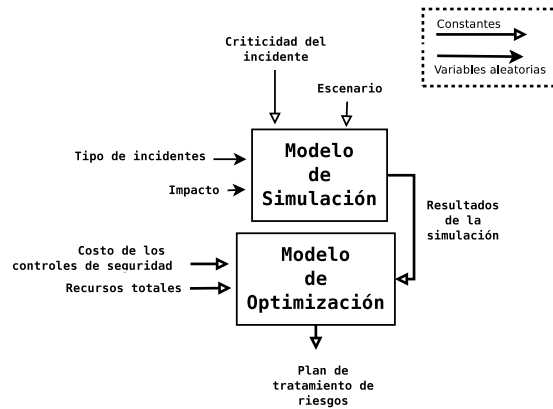 Constantes
Variables aleatorias
Criticidad del
incidente
Escenario
Tipo de incidentes
Impacto
Modelo
de
Simulación
Resultados
de la
simulación
Costo de los
controles de seguridad
Recursos totales
Modelo
de
Optimización
Plan de
tratamiento de
riesgos